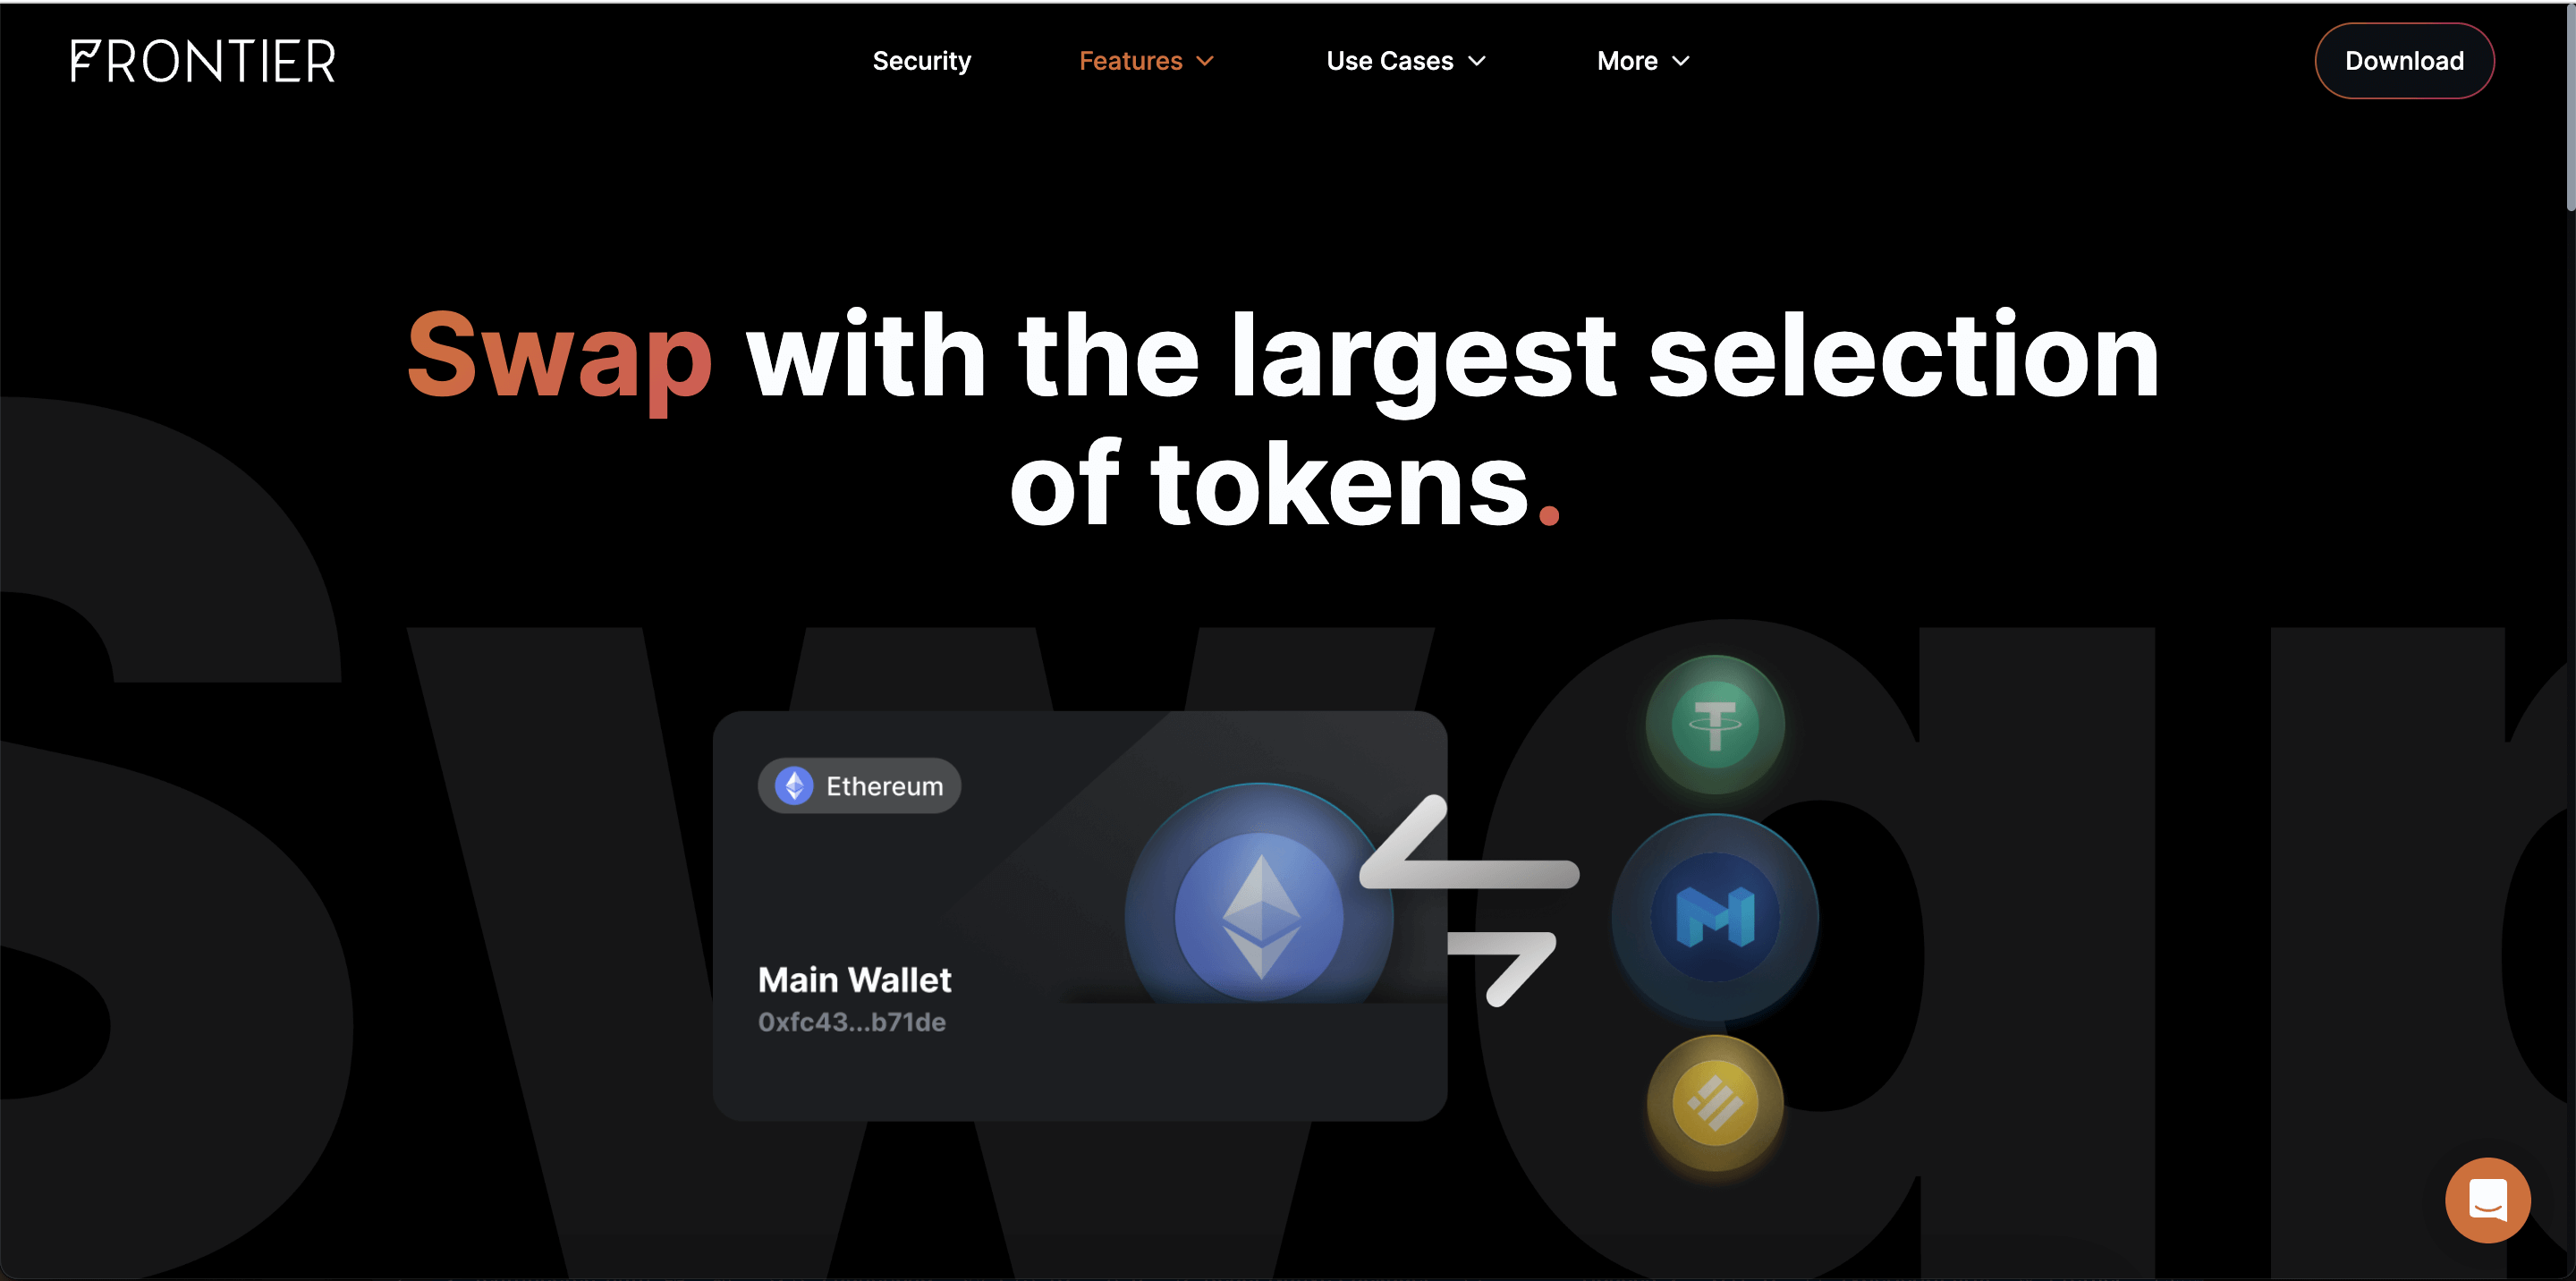 FRONTIER
Security
Features
Use Cases
More
Download
Swap with the largest selection
of tokens.
Swap
Ethereum
Main Wallet
0xfc43...b71de